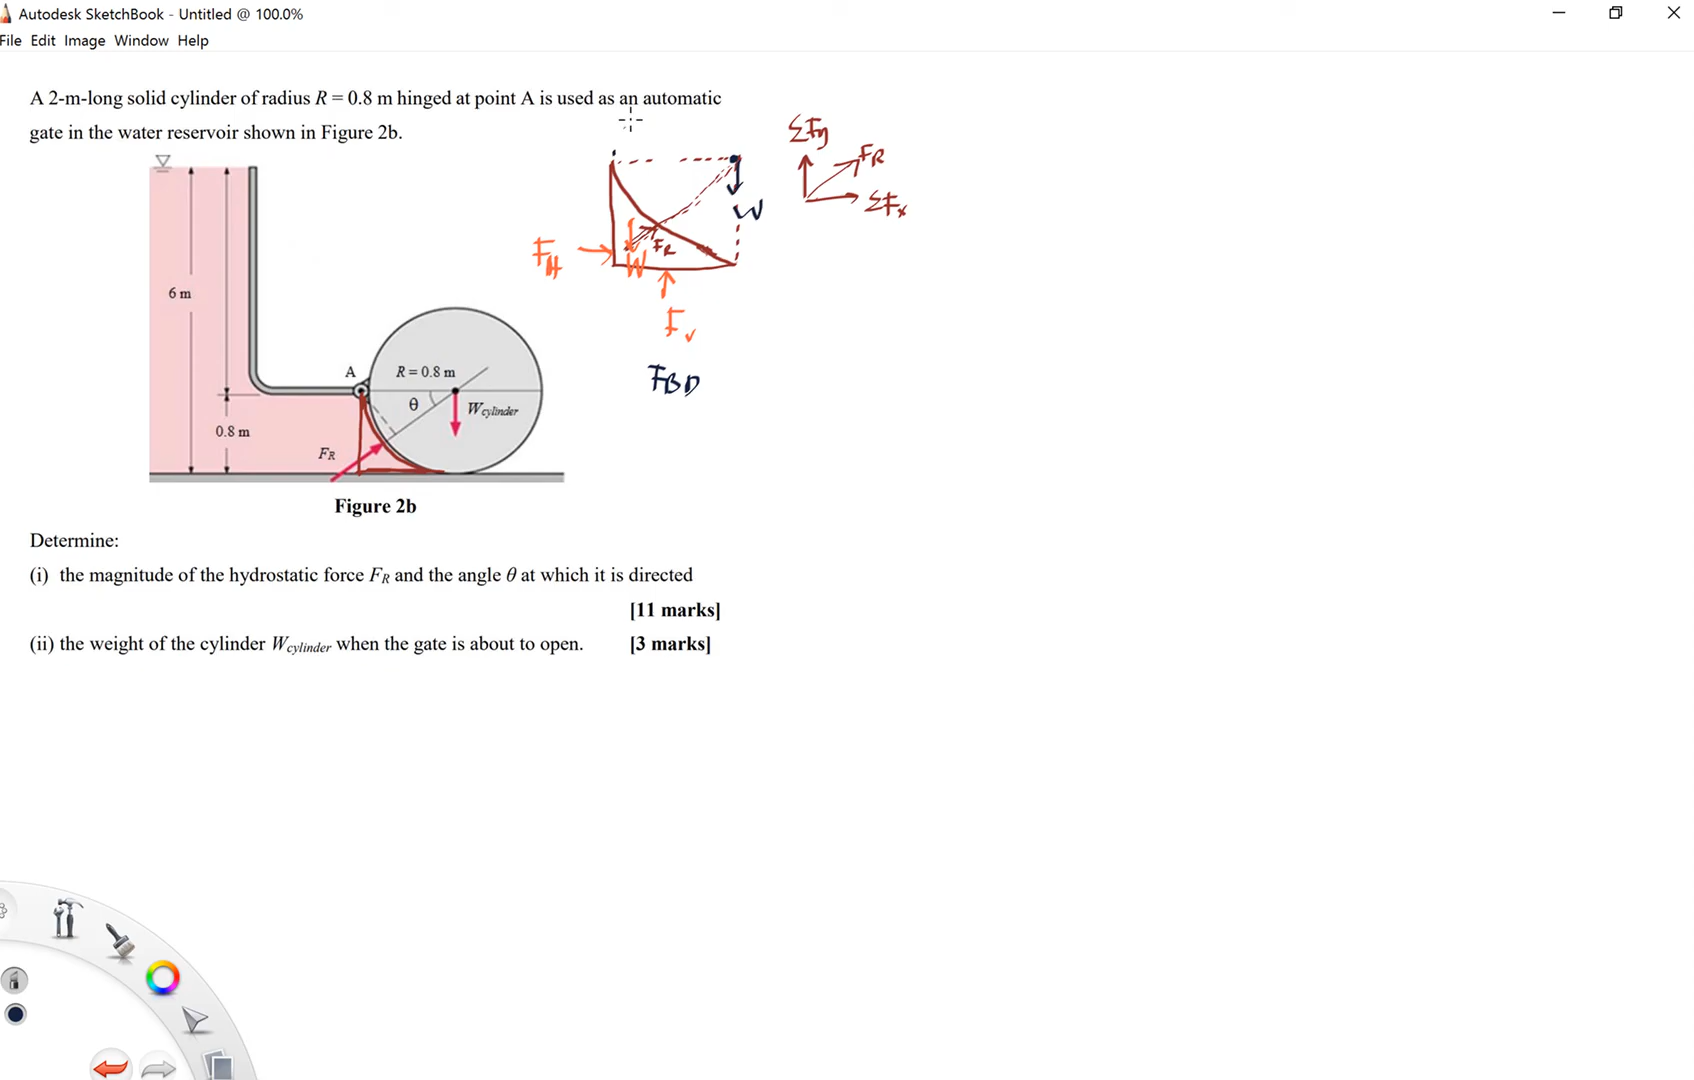 Autodesk SketchBook - Untitled @ 100.0%
File Edit Image Window Help
A 2-m-long solid cylinder of radius R = 0.8 m hinged at point A is used as an automatic
gate in the water reservoir shown in Figure 2b.
ΣFy
FR
ΣFx
W
FR
FH
W
Fv
FBD
6 m
A
R = 0.8 m
θ
Wcylinder
0.8 m
FR
Figure 2b
Determine:
(i) the magnitude of the hydrostatic force FR and the angle θ at which it is directed
[11 marks]
(ii) the weight of the cylinder Wcylinder when the gate is about to open. [3 marks]